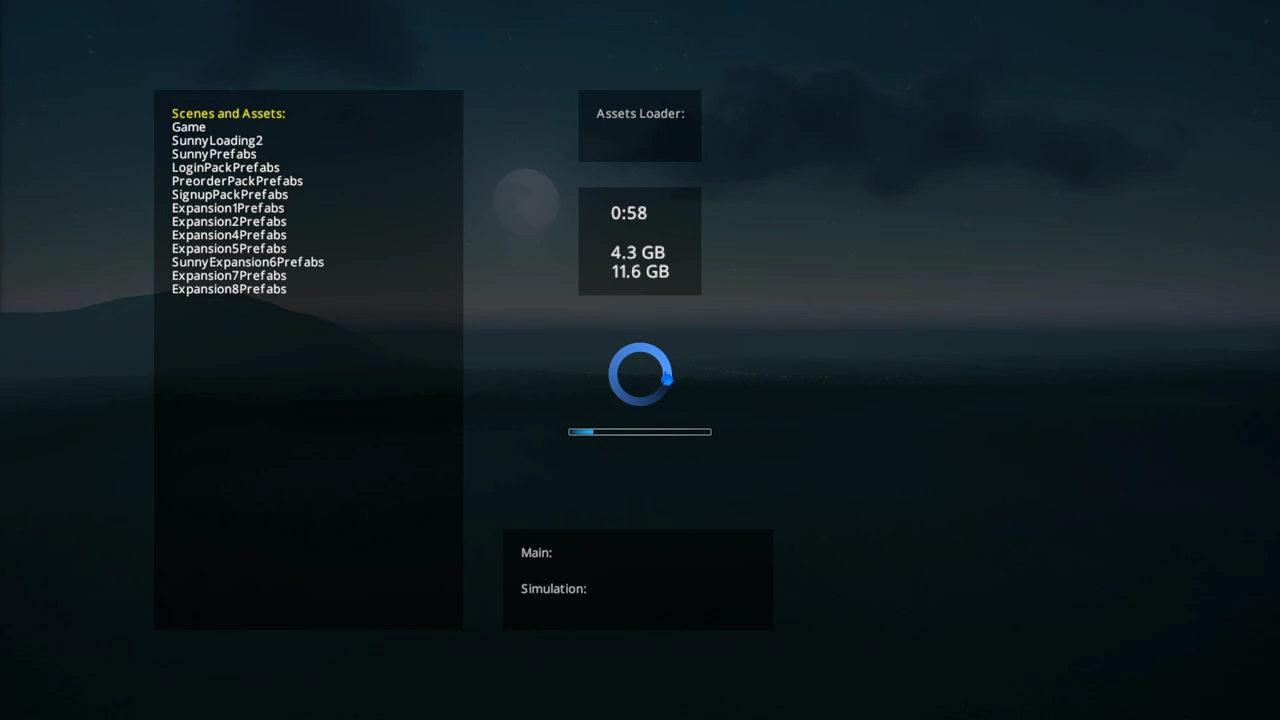 Scenes and Assets:
Game
SunnyLoading2
SunnyPrefabs
LoginPackPrefabs
PreorderPackPrefabs
SignupPackPrefabs
Expansion1Prefabs
Expansion2Prefabs
Expansion4Prefabs
Expansion5Prefabs
SunnyExpansion6Prefabs
Expansion7Prefabs
Expansion8Prefabs
Assets Loader:
0:58
4.3 GB
11.6 GB
Main:
Simulation: